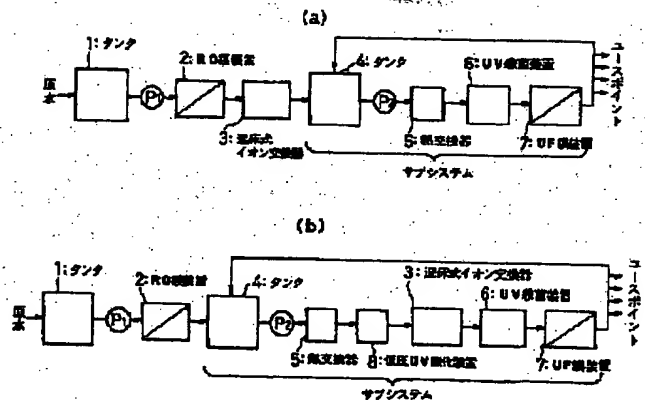 (a)
1:タンク
2:RO膜装置
4:タンク
6:UV殺菌装置
ユースポイント
原水
P1
P2
3:混床式
イオン交換器
5:熱交換器
7:UF膜装置
サブシステム
(b)
1:タンク
2:RO膜装置
4:タンク
3:混床式イオン交換器
6:UV殺菌装置
ユースポイント
原水
P1
P2
5:熱交換器
8:低圧UV酸化装置
7:UF膜装置
サブシステム